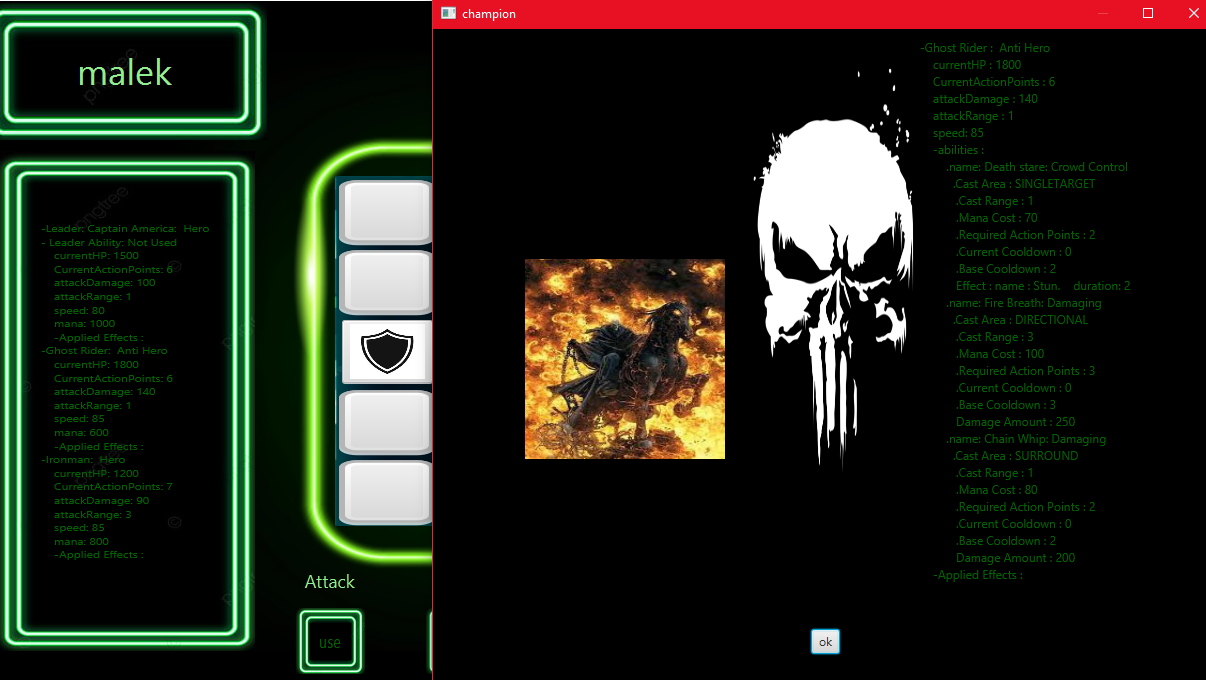 malek
-Leader: Captain America:  Hero
- Leader Ability: Not Used
currentHP: 1500
CurrentActionPoints: 6
attackDamage: 100
attackRange: 1
speed: 80
mana: 1000
-Applied Effects :
-Ghost Rider:  Anti Hero
currentHP: 1800
CurrentActionPoints: 6
attackDamage: 140
attackRange: 1
speed: 85
mana: 600
-Applied Effects :
-Ironman:  Hero
currentHP: 1200
CurrentActionPoints: 7
attackDamage: 90
attackRange: 3
speed: 85
mana: 800
-Applied Effects :
Attack
use
champion
-Ghost Rider :  Anti Hero
currentHP : 1800
CurrentActionPoints : 6
attackDamage : 140
attackRange : 1
speed: 85
-abilities :
.name: Death stare: Crowd Control
.Cast Area : SINGLETARGET
.Cast Range : 1
.Mana Cost : 70
.Required Action Points : 2
.Current Cooldown : 0
.Base Cooldown : 2
Effect : name : Stun.    duration: 2
.name: Fire Breath: Damaging
.Cast Area : DIRECTIONAL
.Cast Range : 3
.Mana Cost : 100
.Required Action Points : 3
.Current Cooldown : 0
.Base Cooldown : 3
Damage Amount : 250
.name: Chain Whip: Damaging
.Cast Area : SURROUND
.Cast Range : 1
.Mana Cost : 80
.Required Action Points : 2
.Current Cooldown : 0
.Base Cooldown : 2
Damage Amount : 200
-Applied Effects :
ok